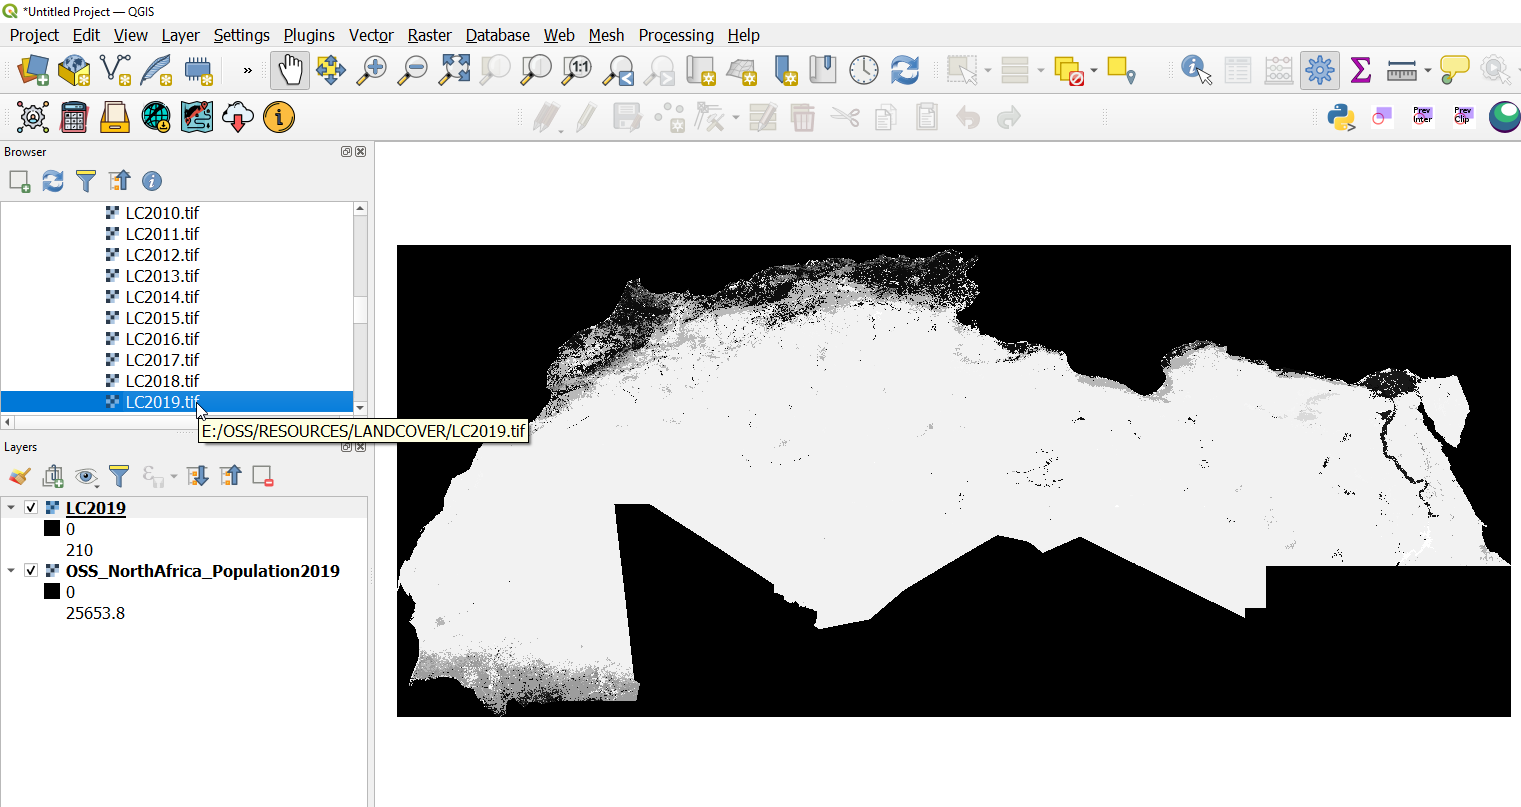 *Untitled Project — QGIS
Project Edit View Layer Settings Plugins Vector Raster Database Web Mesh Processing Help
»
1:1
Prev Inter
Prev Clip
Browser
LC2010.tif
LC2011.tif
LC2012.tif
LC2013.tif
LC2014.tif
LC2015.tif
LC2016.tif
LC2017.tif
LC2018.tif
LC2019.tif
E:/OSS/RESOURCES/LANDCOVER/LC2019.tif
Layers
LC2019
0
210
OSS_NorthAfrica_Population2019
0
25653.8